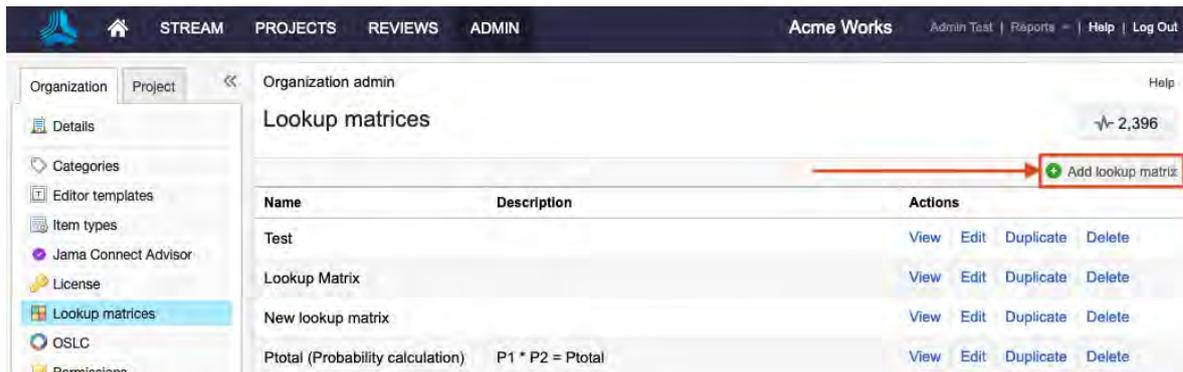 STREAM PROJECTS REVIEWS ADMIN Acme Works Admin Test | Reports | Help | Log Out
Organization Project
Organization admin Help
Lookup matrices 2,396
Add lookup matrix
Details
Categories
Editor templates
Item types
Jama Connect Advisor
License
Lookup matrices
OSLC
Permissions
Name Description Actions
Test View Edit Duplicate Delete
Lookup Matrix View Edit Duplicate Delete
New lookup matrix View Edit Duplicate Delete
Ptotal (Probability calculation) P1 * P2 = Ptotal View Edit Duplicate Delete